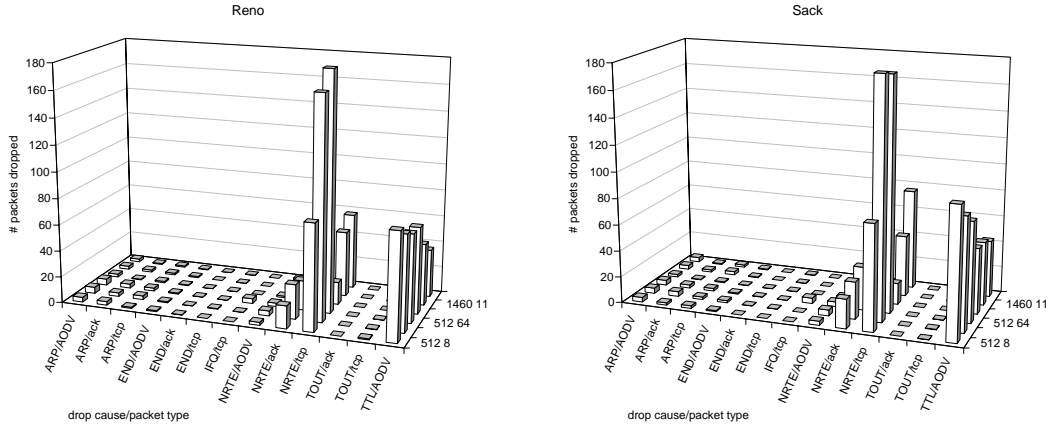 Reno
# packets dropped
180
160
140
120
100
80
60
40
20
0
ARP/AODV
ARP/ack
ARP/tcp
END/AODV
END/ack
END/tcp
IFQ/tcp
NRTE/AODV
NRTE/ack
NRTE/tcp
TOUT/ack
TOUT/tcp
TTL/AODV
512 8
512 64
1460 11
drop cause/packet type
Sack
# packets dropped
180
160
140
120
100
80
60
40
20
0
ARP/AODV
ARP/ack
ARP/tcp
END/AODV
END/ack
END/tcp
IFQ/tcp
NRTE/AODV
NRTE/ack
NRTE/tcp
TOUT/ack
TOUT/tcp
TTL/AODV
512 8
512 64
1460 11
drop cause/packet type